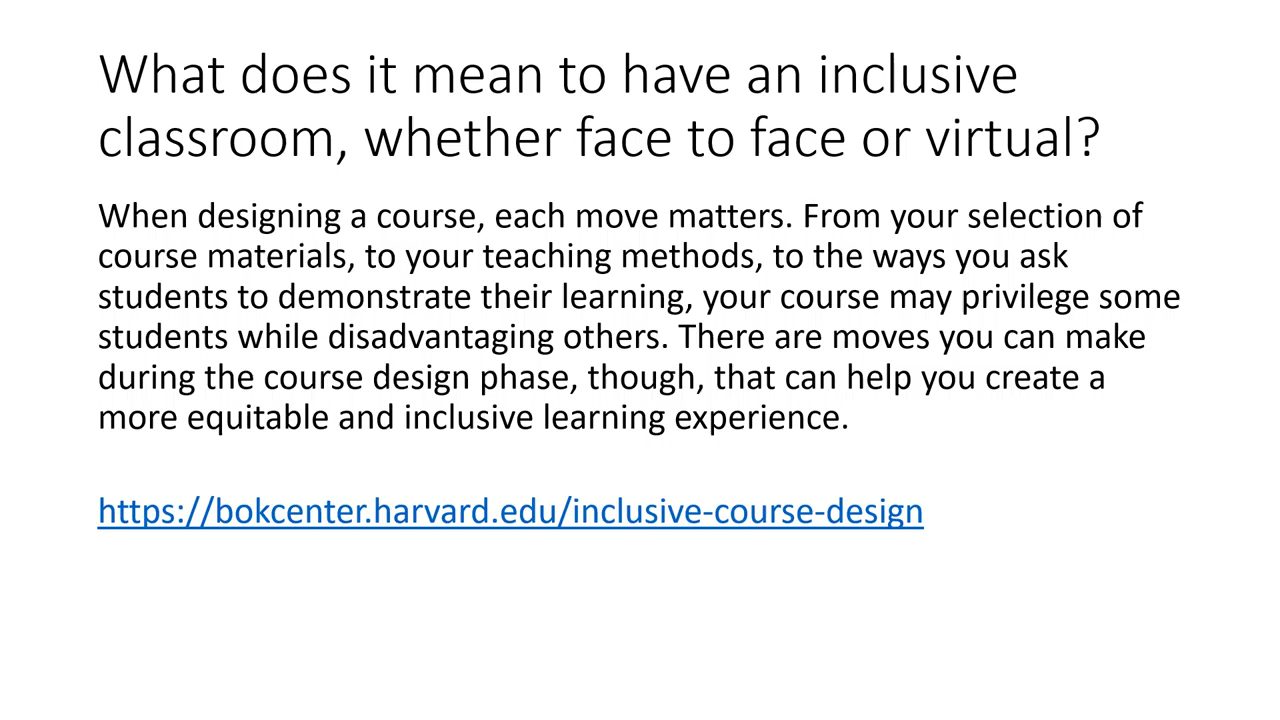 What does it mean to have an inclusive
classroom, whether face to face or virtual?
When designing a course, each move matters. From your selection of
course materials, to your teaching methods, to the ways you ask
students to demonstrate their learning, your course may privilege some
students while disadvantaging others. There are moves you can make
during the course design phase, though, that can help you create a
more equitable and inclusive learning experience.
https://bokcenter.harvard.edu/inclusive-course-design